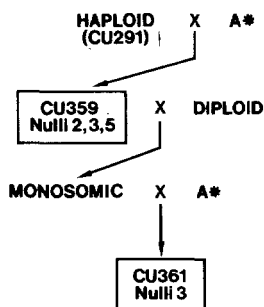 HAPLOID X A*
(CU291)
CU359 X DIPLOID
Nulli 2,3,5
MONOSOMIC X A*
CU361
Nulli 3